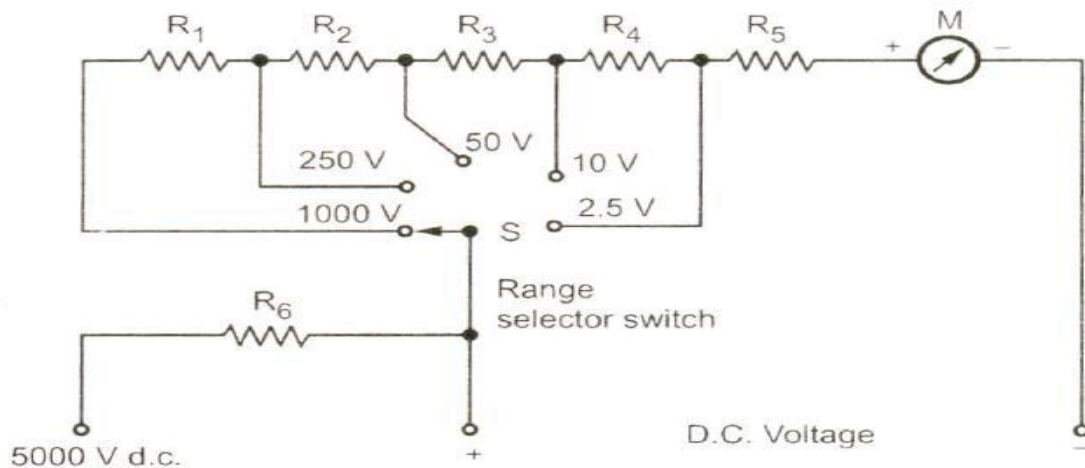 R1 R2 R3 R4 R5 M
+ –
50 V
250 V 10 V
1000 V 2.5 V
S
Range
selector switch
R6
D.C. Voltage
5000 V d.c. + –